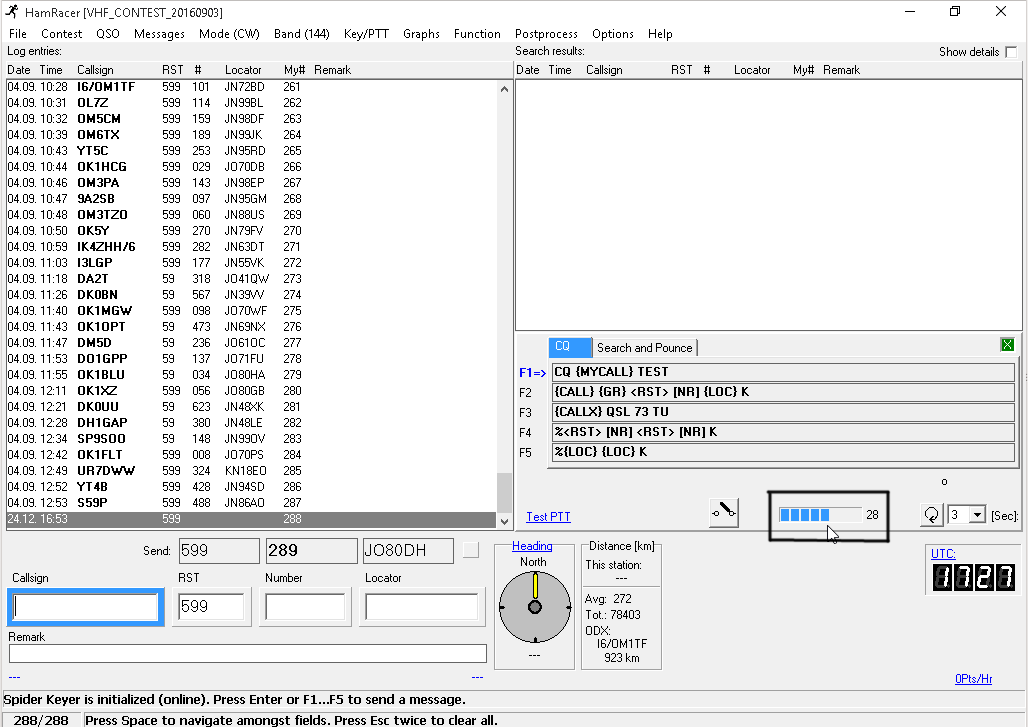 HamRacer [VHF_CONTEST_20160903]
File Contest QSO Messages Mode (CW) Band (144) Key/PTT Graphs Function Postprocess Options Help
Log entries:
Search results:
Show details
Date Time Callsign RST # Locator My# Remark
Date Time Callsign RST # Locator My# Remark
04.09. 10:28 I6/OM1TF 599 101 JN72BD 261
04.09. 10:31 OL7Z 599 114 JN99BL 262
04.09. 10:32 OM5CM 599 159 JN98DF 263
04.09. 10:39 OM6TX 599 189 JN99JK 264
04.09. 10:43 YT5C 599 253 JN95RD 265
04.09. 10:44 OK1HCG 599 029 JO70DB 266
04.09. 10:46 OM3PA 599 143 JN98EP 267
04.09. 10:47 9A2SB 599 097 JN95GM 268
04.09. 10:48 OM3TZO 599 060 JN88US 269
04.09. 10:50 OK5Y 599 270 JN79FV 270
04.09. 10:59 IK4ZHH/6 599 282 JN63DT 271
04.09. 11:03 I3LGP 599 177 JN55VK 272
04.09. 11:18 DA2T 59 318 JO41QW 273
04.09. 11:26 DK0BN 59 567 JN39VV 274
04.09. 11:40 OK1MGW 599 098 JO70WF 275
04.09. 11:43 OK1OPT 59 473 JN69NX 276
04.09. 11:47 DM5D 59 236 JO61OC 277
04.09. 11:53 DO1GPP 59 137 JO71FU 278
04.09. 11:55 OK1BLU 59 034 JO80HA 279
04.09. 12:11 OK1XZ 599 056 JO80GB 280
04.09. 12:21 DK0UU 59 623 JN48XK 281
04.09. 12:28 DH1GAP 59 380 JN48LE 282
04.09. 12:34 SP9SOO 59 148 JN99OV 283
04.09. 12:42 OK1FLT 599 008 JO70PS 284
04.09. 12:49 UR7DWW 599 324 KN18EO 285
04.09. 12:52 YT4B 599 428 JN94SD 286
04.09. 12:53 S59P 599 488 JN86AO 287
24.12. 16:53 599 288
CQ
Search and Pounce
X
F1=> CQ {MYCALL} TEST
F2 {CALL} {GR} <RST> [NR] {LOC} K
F3 {CALLX} QSL 73 TU
F4 %<RST> [NR] <RST> [NR] K
F5 %{LOC} {LOC} K
o
Test PTT
28
3
[Sec]:
Send: 599 289 JO80DH
Callsign RST Number Locator
599
Remark
---
---
Heading
North
---
Distance [km]
This station:
---
Avg: 272
Tot.: 78403
ODX:
I6/OM1TF
923 km
UTC:
1727
0Pts/Hr
Spider Keyer is initialized (online). Press Enter or F1...F5 to send a message.
288/288 Press Space to navigate amongst fields. Press Esc twice to clear all.